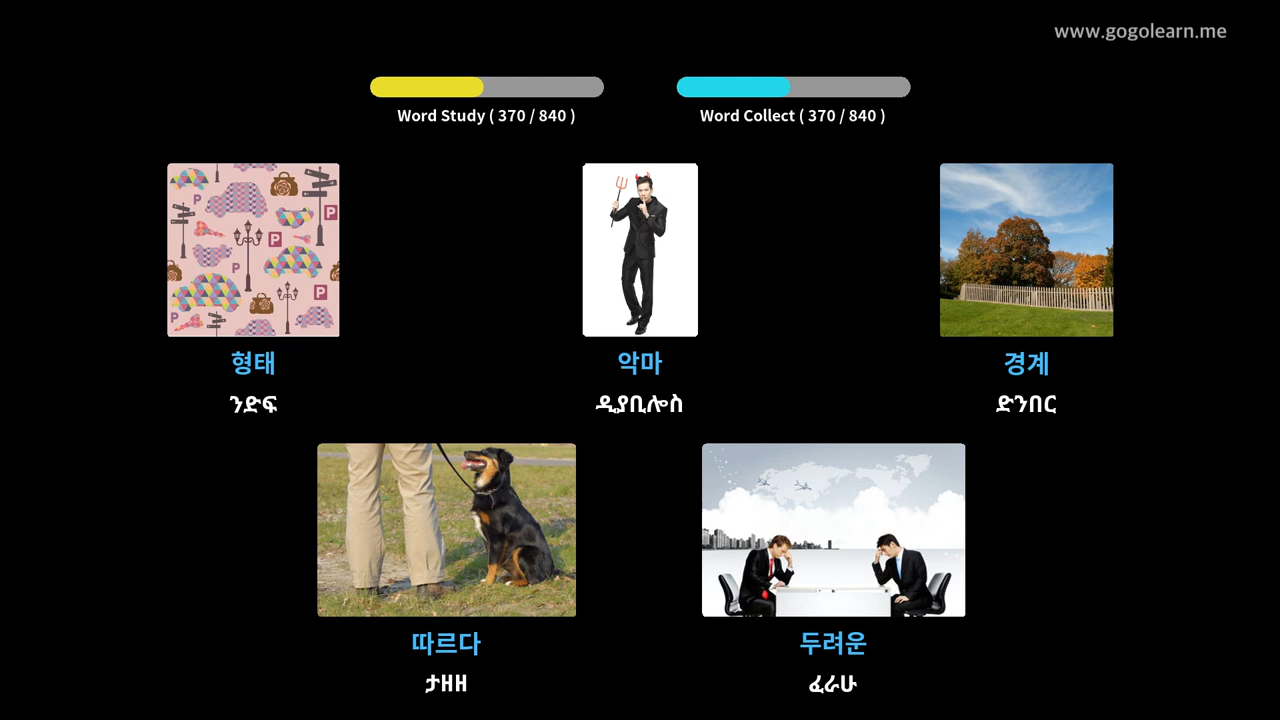 www.gogolearn.me
Word Study ( 370 / 840 )
Word Collect ( 370 / 840 )
형태
ንድፍ
악마
ዲያቢሎስ
경계
ድንበር
따르다
ታዘዘ
두려운
ፈራሁ